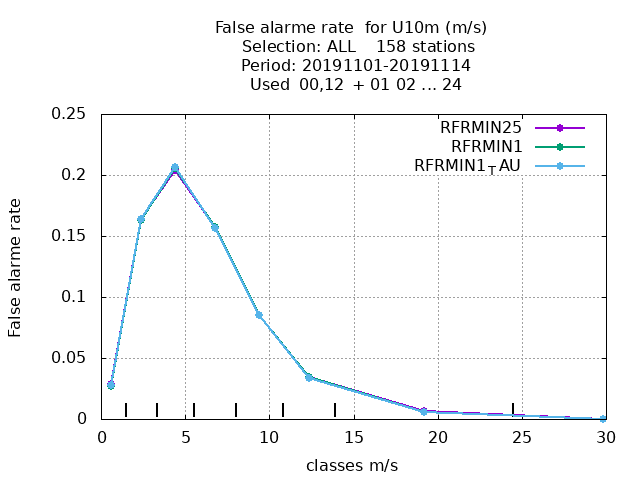 False alarme rate  for U10m (m/s)
Selection: ALL    158 stations
Period: 20191101-20191114
Used  00,12  + 01 02 ... 24
0.25
0.2
0.15
0.1
0.05
0
False alarme rate
RFRMIN25
RFRMIN1
RFRMIN1TAU
0 5 10 15 20 25 30
classes m/s